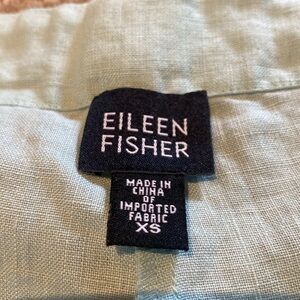 EILEEN
FISHER
MADE IN
CHINA
OF
IMPORTED
FABRIC
XS